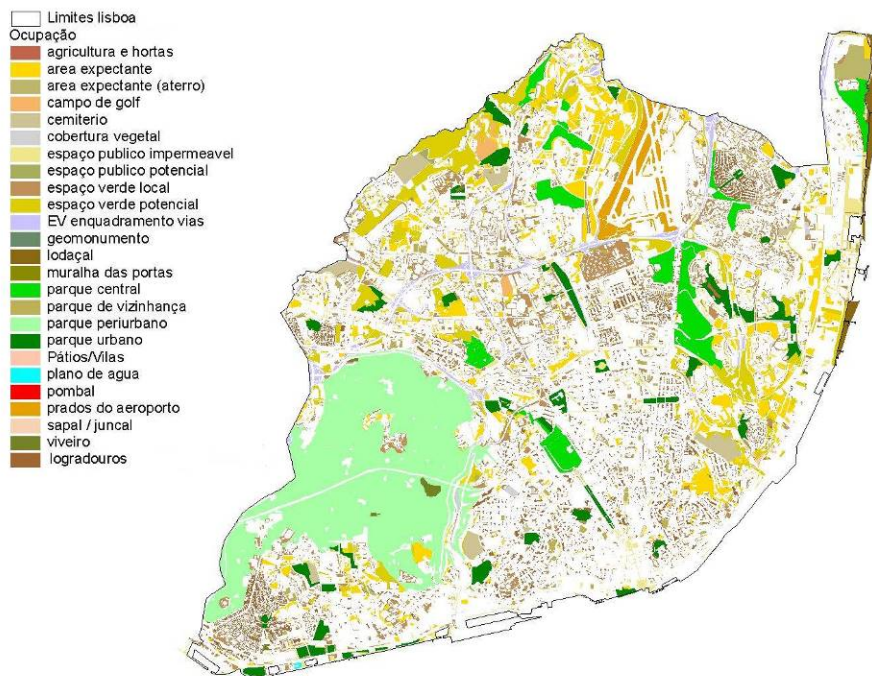 Limites lisboa
Ocupação
agricultura e hortas
area expectante
area expectante (aterro)
campo de golf
cemiterio
cobertura vegetal
espaço publico impermeavel
espaço publico potencial
espaço verde local
espaço verde potencial
EV enquadramento vias
geomonumento
lodaçal
muralha das portas
parque central
parque de vizinhança
parque periurbano
parque urbano
Pátios/Vilas
plano de agua
pombal
prados do aeroporto
sapal / juncal
viveiro
logradouros